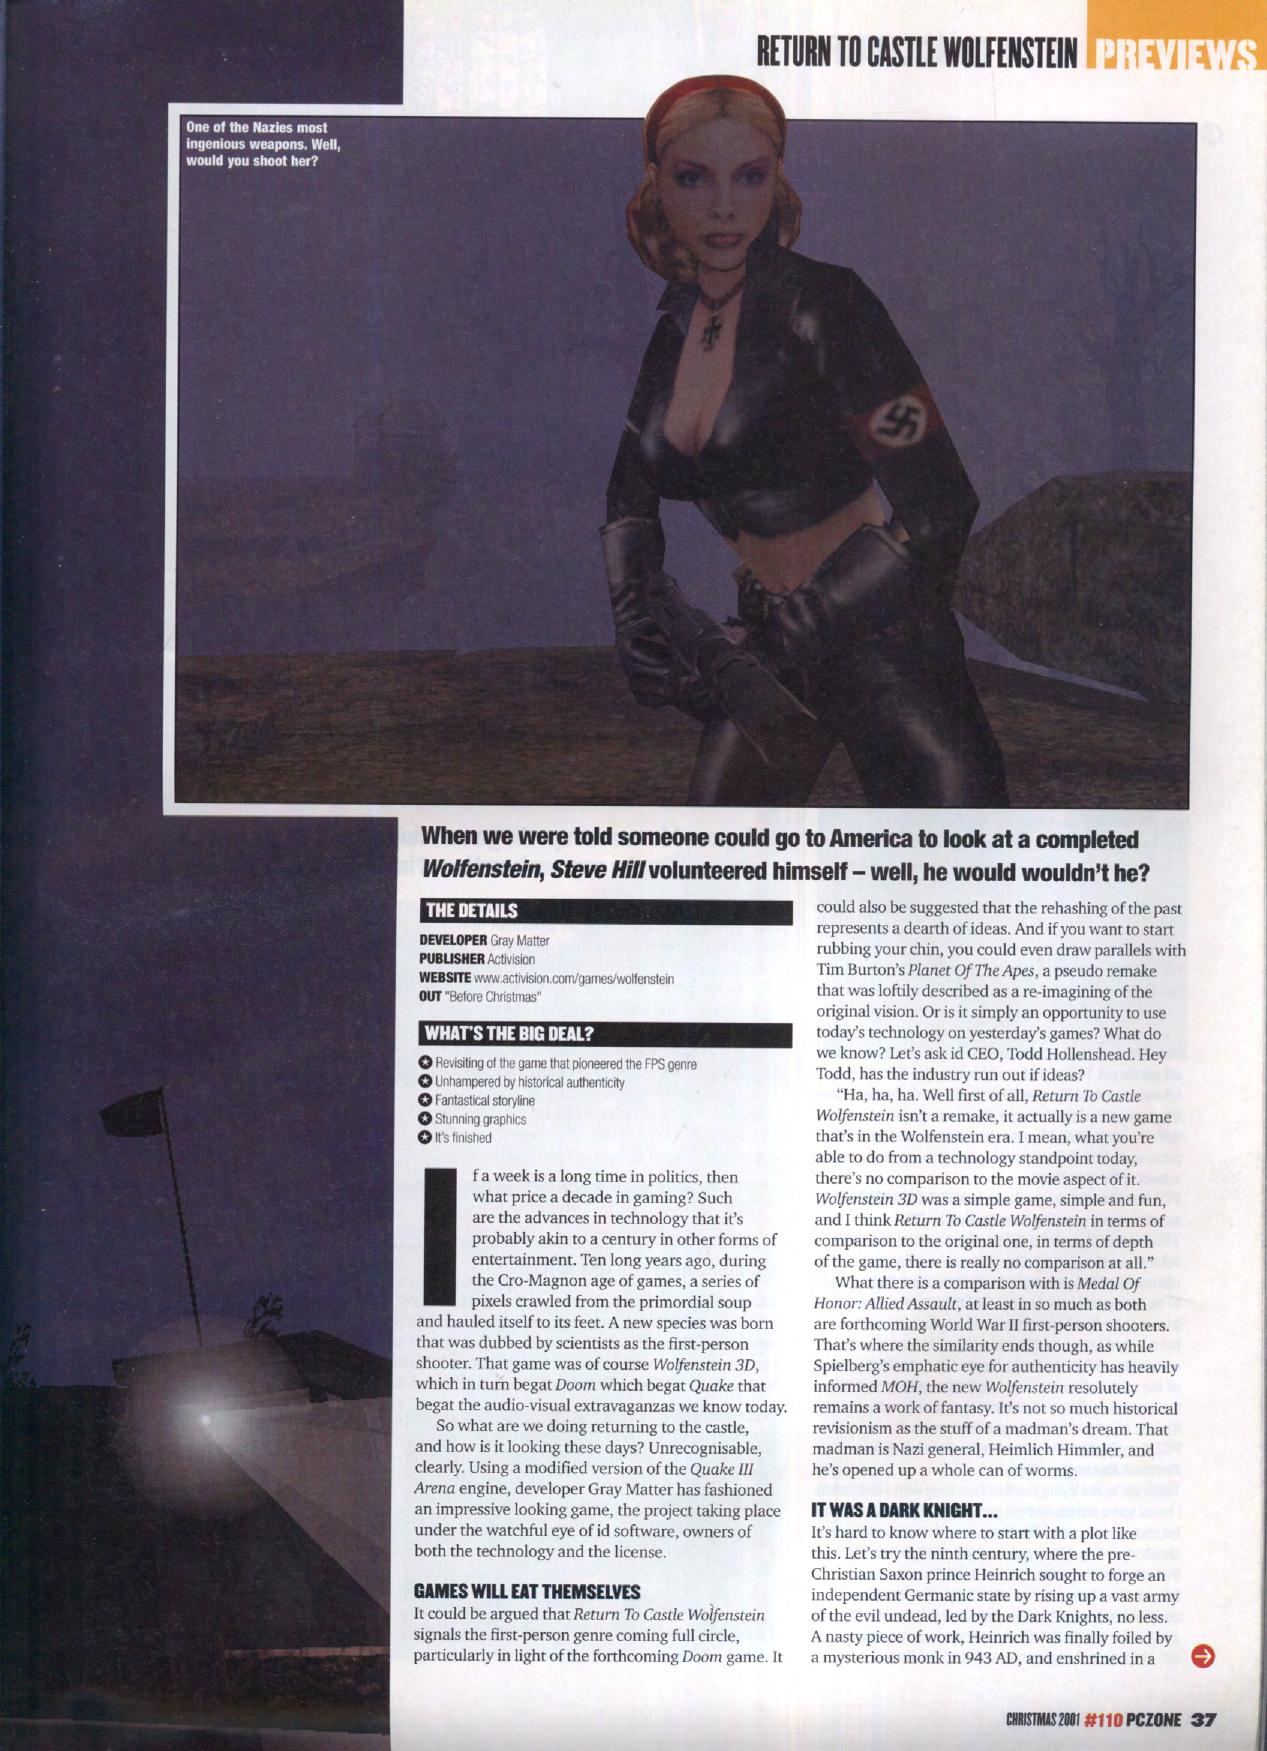 RETURN TO CASTLE WOLFENSTEIN PREVIEWS
One of the Nazies most
ingenious weapons. Well,
would you shoot her?
When we were told someone could go to America to look at a completed
Wolfenstein, Steve Hill volunteered himself – well, he would wouldn't he?
THE DETAILS
DEVELOPER Gray Matter
PUBLISHER Activision
WEBSITE www.activision.com/games/wolfenstein
OUT "Before Christmas"
WHAT'S THE BIG DEAL?
Revisiting of the game that pioneered the FPS genre
Unhampered by historical authenticity
Fantastical storyline
Stunning graphics
It's finished
If a week is a long time in politics, then
what price a decade in gaming? Such
are the advances in technology that it's
probably akin to a century in other forms of
entertainment. Ten long years ago, during
the Cro-Magnon age of games, a series of
pixels crawled from the primordial soup
and hauled itself to its feet. A new species was born
that was dubbed by scientists as the first-person
shooter. That game was of course Wolfenstein 3D,
which in turn begat Doom which begat Quake that
begat the audio-visual extravaganzas we know today.
So what are we doing returning to the castle,
and how is it looking these days? Unrecognisable,
clearly. Using a modified version of the Quake III
Arena engine, developer Gray Matter has fashioned
an impressive looking game, the project taking place
under the watchful eye of id software, owners of
both the technology and the license.
GAMES WILL EAT THEMSELVES
It could be argued that Return To Castle Wolfenstein
signals the first-person genre coming full circle,
particularly in light of the forthcoming Doom game. It
could also be suggested that the rehashing of the past
represents a dearth of ideas. And if you want to start
rubbing your chin, you could even draw parallels with
Tim Burton's Planet Of The Apes, a pseudo remake
that was loftily described as a re-imagining of the
original vision. Or is it simply an opportunity to use
today's technology on yesterday's games? What do
we know? Let's ask id CEO, Todd Hollenshead. Hey
Todd, has the industry run out if ideas?
"Ha, ha, ha. Well first of all, Return To Castle
Wolfenstein isn't a remake, it actually is a new game
that's in the Wolfenstein era. I mean, what you're
able to do from a technology standpoint today,
there's no comparison to the movie aspect of it.
Wolfenstein 3D was a simple game, simple and fun,
and I think Return To Castle Wolfenstein in terms of
comparison to the original one, in terms of depth
of the game, there is really no comparison at all."
What there is a comparison with is Medal Of
Honor: Allied Assault, at least in so much as both
are forthcoming World War II first-person shooters.
That's where the similarity ends though, as while
Spielberg's emphatic eye for authenticity has heavily
informed MOH, the new Wolfenstein resolutely
remains a work of fantasy. It's not so much historical
revisionism as the stuff of a madman's dream. That
madman is Nazi general, Heimlich Himmler, and
he's opened up a whole can of worms.
IT WAS A DARK KNIGHT...
It's hard to know where to start with a plot like
this. Let's try the ninth century, where the pre-
Christian Saxon prince Heinrich sought to forge an
independent Germanic state by rising up a vast army
of the evil undead, led by the Dark Knights, no less.
A nasty piece of work, Heinrich was finally foiled by
a mysterious monk in 943 AD, and enshrined in a
CHRISTMAS 2001 #110 PCZONE 37